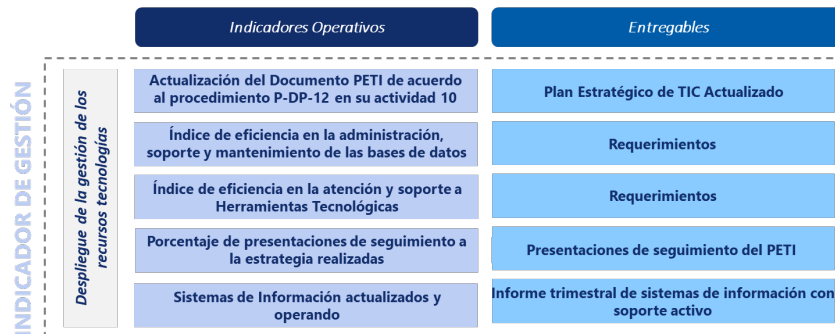 Indicadores Operativos
Entregables
INDICADOR DE GESTIÓN
Despliegue de la gestión de los
recursos tecnologías
Actualización del Documento PETI de acuerdo
al procedimiento P-DP-12 en su actividad 10
Plan Estratégico de TIC Actualizado
Índice de eficiencia en la administración,
soporte y mantenimiento de las bases de datos
Requerimientos
Índice de eficiencia en la atención y soporte a
Herramientas Tecnológicas
Requerimientos
Porcentaje de presentaciones de seguimiento a
la estrategia realizadas
Presentaciones de seguimiento del PETI
Sistemas de Información actualizados y
operando
Informe trimestral de sistemas de información con
soporte activo